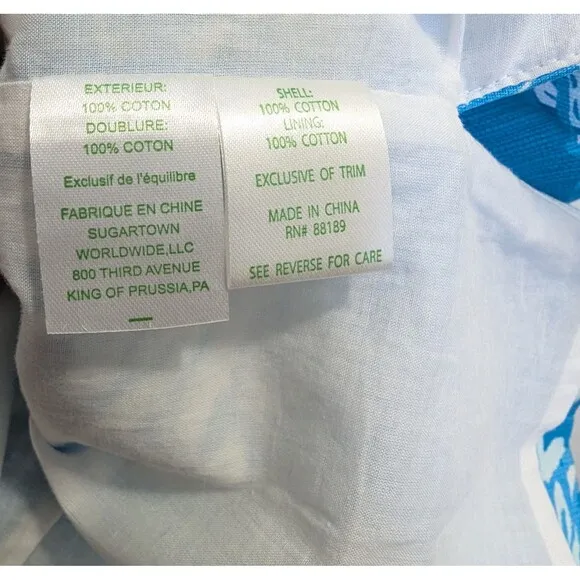 EXTERIEUR:
100% COTON
DOUBLURE:
100% COTON
Exclusif de l'équilibre
FABRIQUE EN CHINE
SUGARTOWN
WORLDWIDE,LLC
800 THIRD AVENUE
KING OF PRUSSIA,PA
SHELL:
100% COTTON
LINING:
100% COTTON
EXCLUSIVE OF TRIM
MADE IN CHINA
RN# 88189
SEE REVERSE FOR CARE